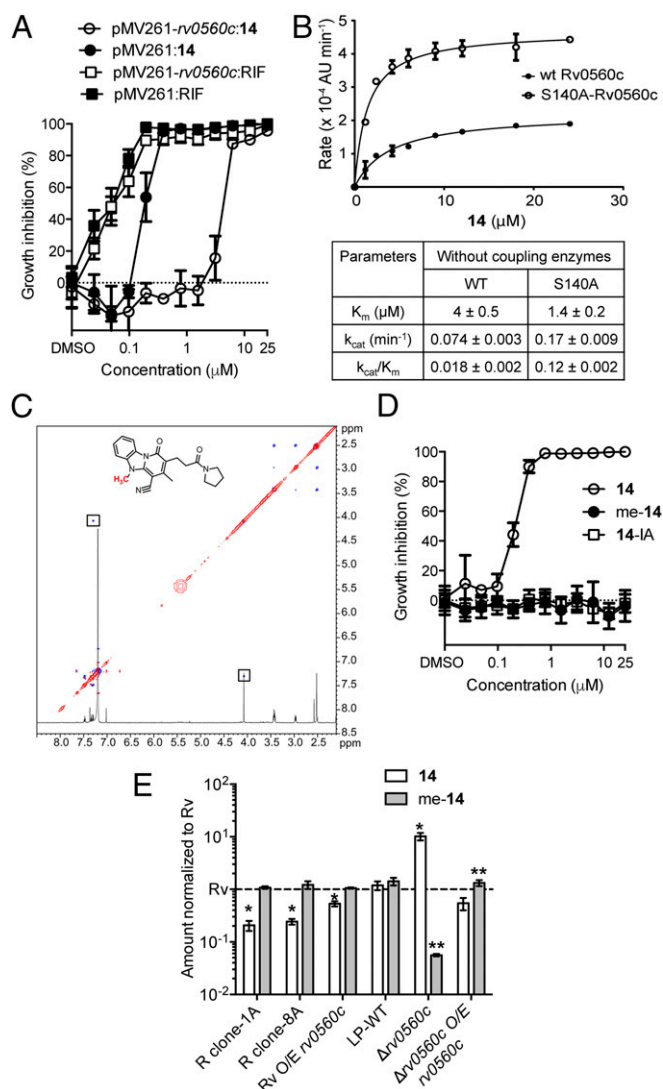 A
pMV261-rv0560c:14
pMV261:14
pMV261-rv0560c:RIF
pMV261:RIF
Growth inhibition (%)
100
80
60
40
20
0
DMSO 0.1 1 10 25
Concentration (μM)
B
Rate (x 10⁻⁴ AU min⁻¹)
5
4
3
2
1
0
wt Rv0560c
S140A-Rv0560c
0 10 20 30
14 (μM)
Parameters Without coupling enzymes
WT S140A
Kₘ (μM) 4 ± 0.5 1.4 ± 0.2
kcat (min⁻¹) 0.074 ± 0.003 0.17 ± 0.009
kcat/Kₘ 0.018 ± 0.002 0.12 ± 0.002
C
ppm
2.5
3.0
3.5
4.0
4.5
5.0
5.5
6.0
6.5
7.0
7.5
8.0
8.5
O
O
N
N
N
H₃C
N
8.0 7.5 7.0 6.5 6.0 5.5 5.0 4.5 4.0 3.5 3.0 2.5 ppm
D
Growth inhibition (%)
100
80
60
40
20
0
14
me-14
14-IA
DMSO 0.1 1 10 25
Concentration (μM)
E
14
me-14
Amount normalized to Rv
10²
10¹
Rv
10⁻¹
10⁻²
* * * * ** **
R clone-1A
R clone-8A
Rv O/E rv0560c
LP-WT
Δrv0560c
Δrv0560c O/E
rv0560c